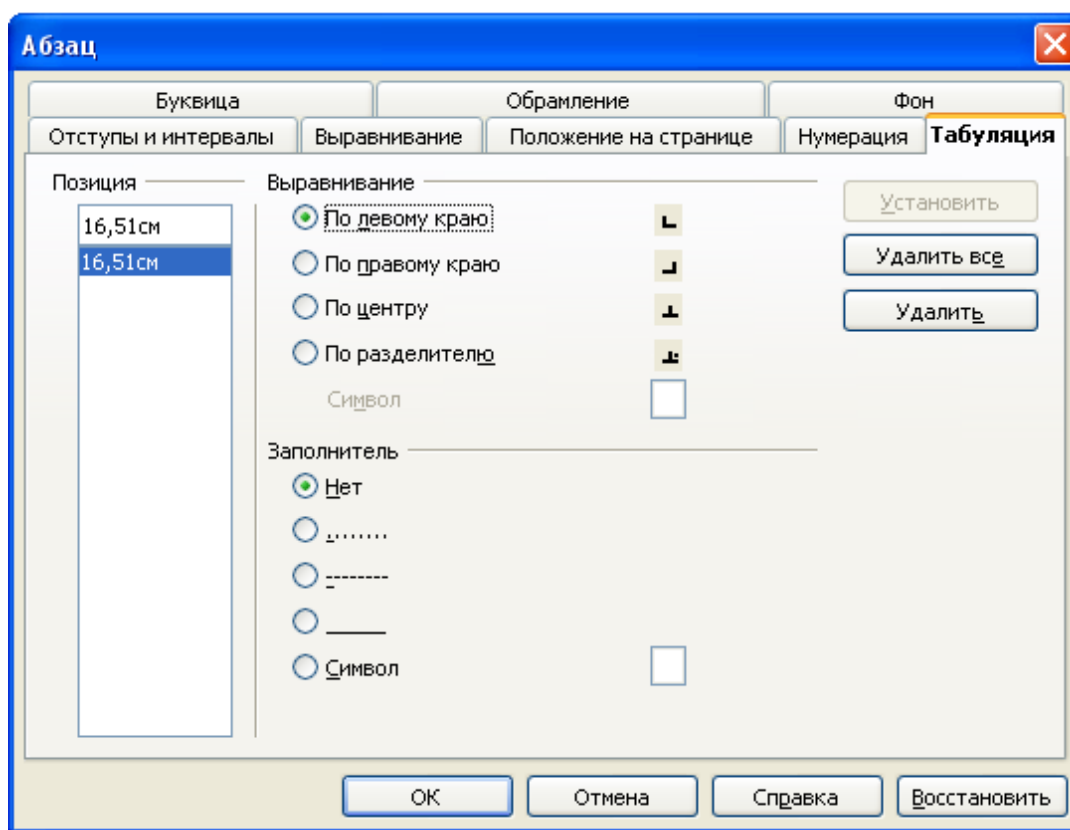 Абзац
Буквица Обрамление Фон
Отступы и интервалы Выравнивание Положение на странице Нумерация Табуляция
Позиция
16,51см
16,51см
Выравнивание
По левому краю
По правому краю
По центру
По разделителю
Символ
Заполнитель
Нет
........
--------
______
Символ
Установить
Удалить все
Удалить
ОК Отмена Справка Восстановить